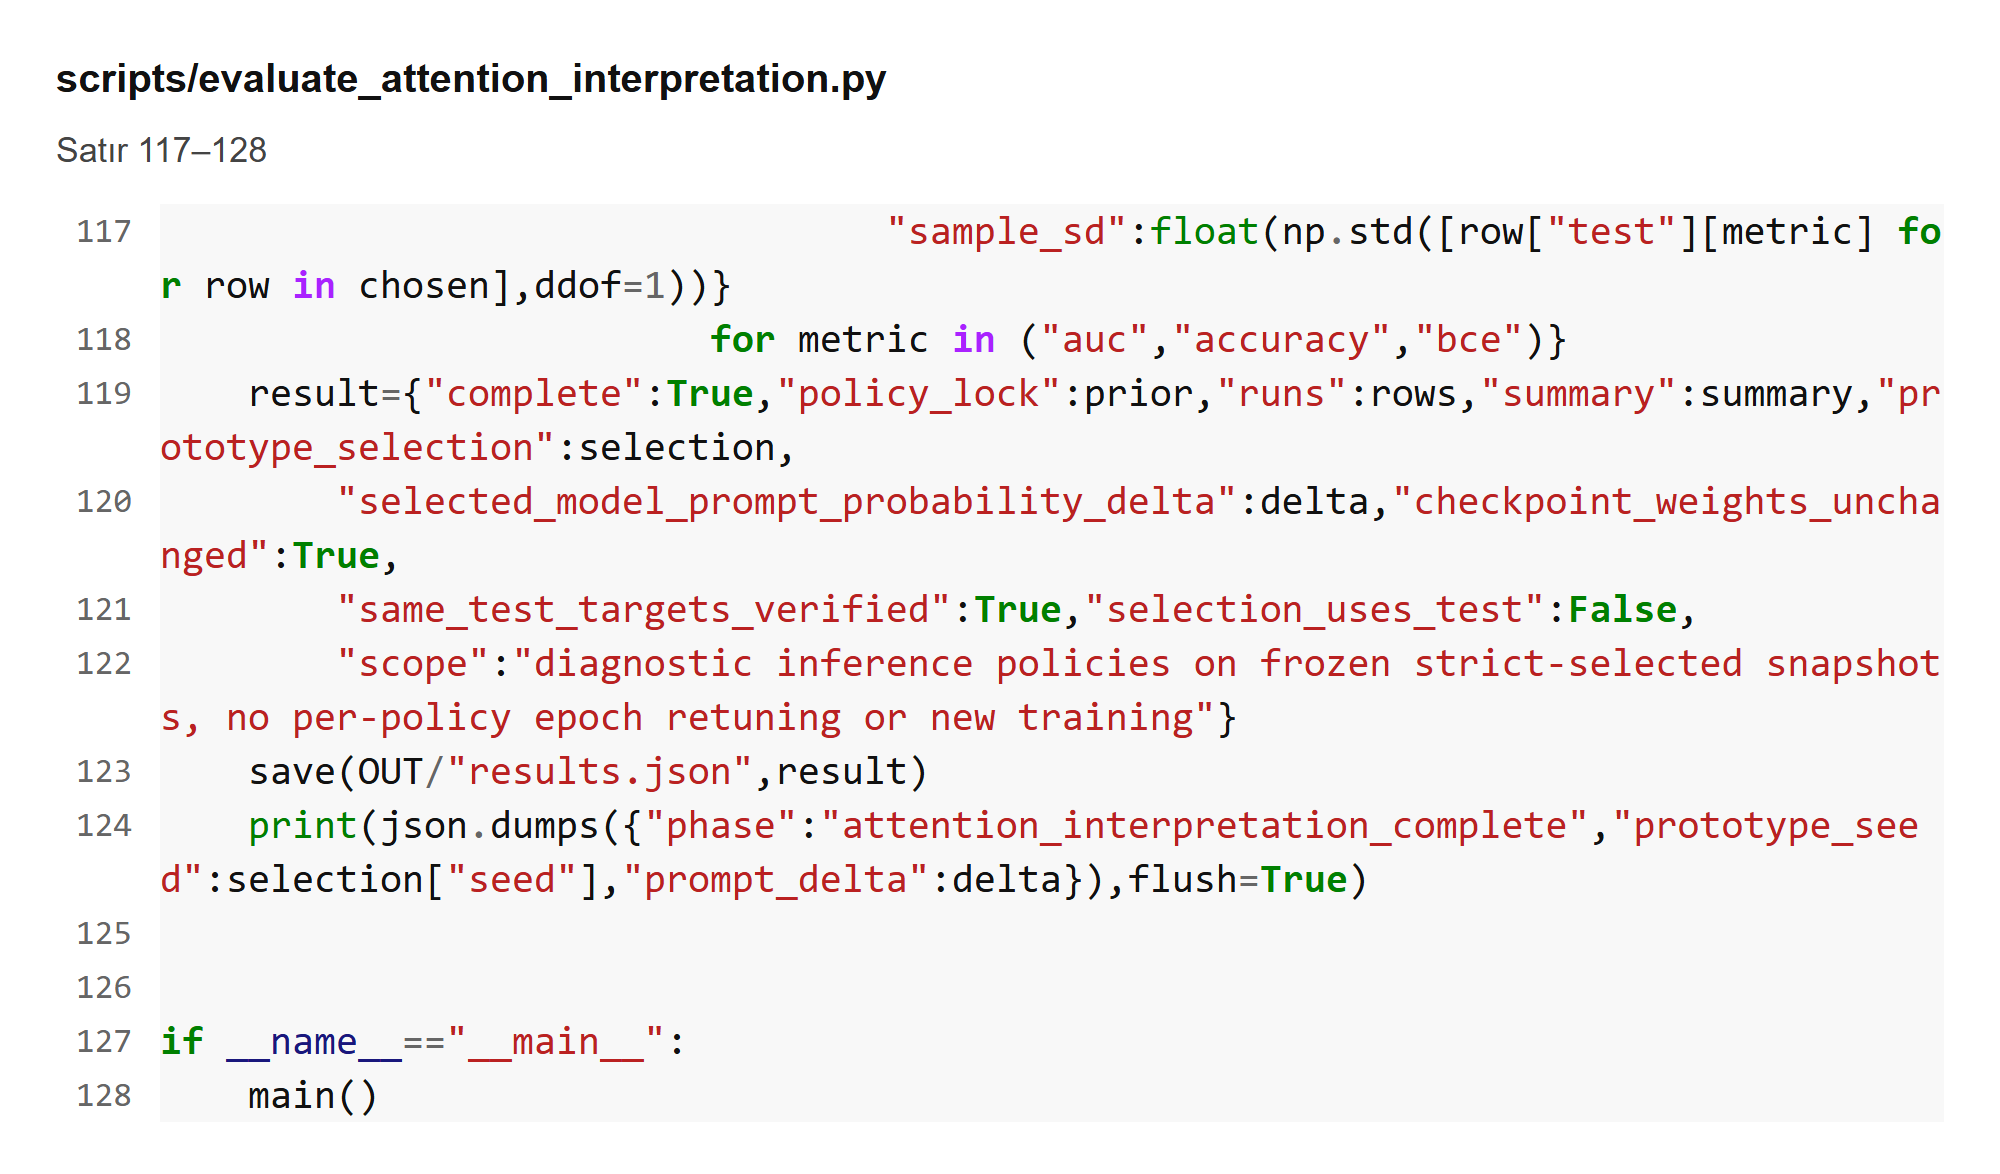 scripts/evaluate_attention_interpretation.py
Satır 117–128
117                                  "sample_sd":float(np.std([row["test"][metric] fo
r row in chosen],ddof=1))}
118                          for metric in ("auc","accuracy","bce")}
119     result={"complete":True,"policy_lock":prior,"runs":rows,"summary":summary,"pr
ototype_selection":selection,
120         "selected_model_prompt_probability_delta":delta,"checkpoint_weights_uncha
nged":True,
121         "same_test_targets_verified":True,"selection_uses_test":False,
122         "scope":"diagnostic inference policies on frozen strict-selected snapshot
s, no per-policy epoch retuning or new training"}
123     save(OUT/"results.json",result)
124     print(json.dumps({"phase":"attention_interpretation_complete","prototype_see
d":selection["seed"],"prompt_delta":delta}),flush=True)
125
126
127 if __name__=="__main__":
128     main()